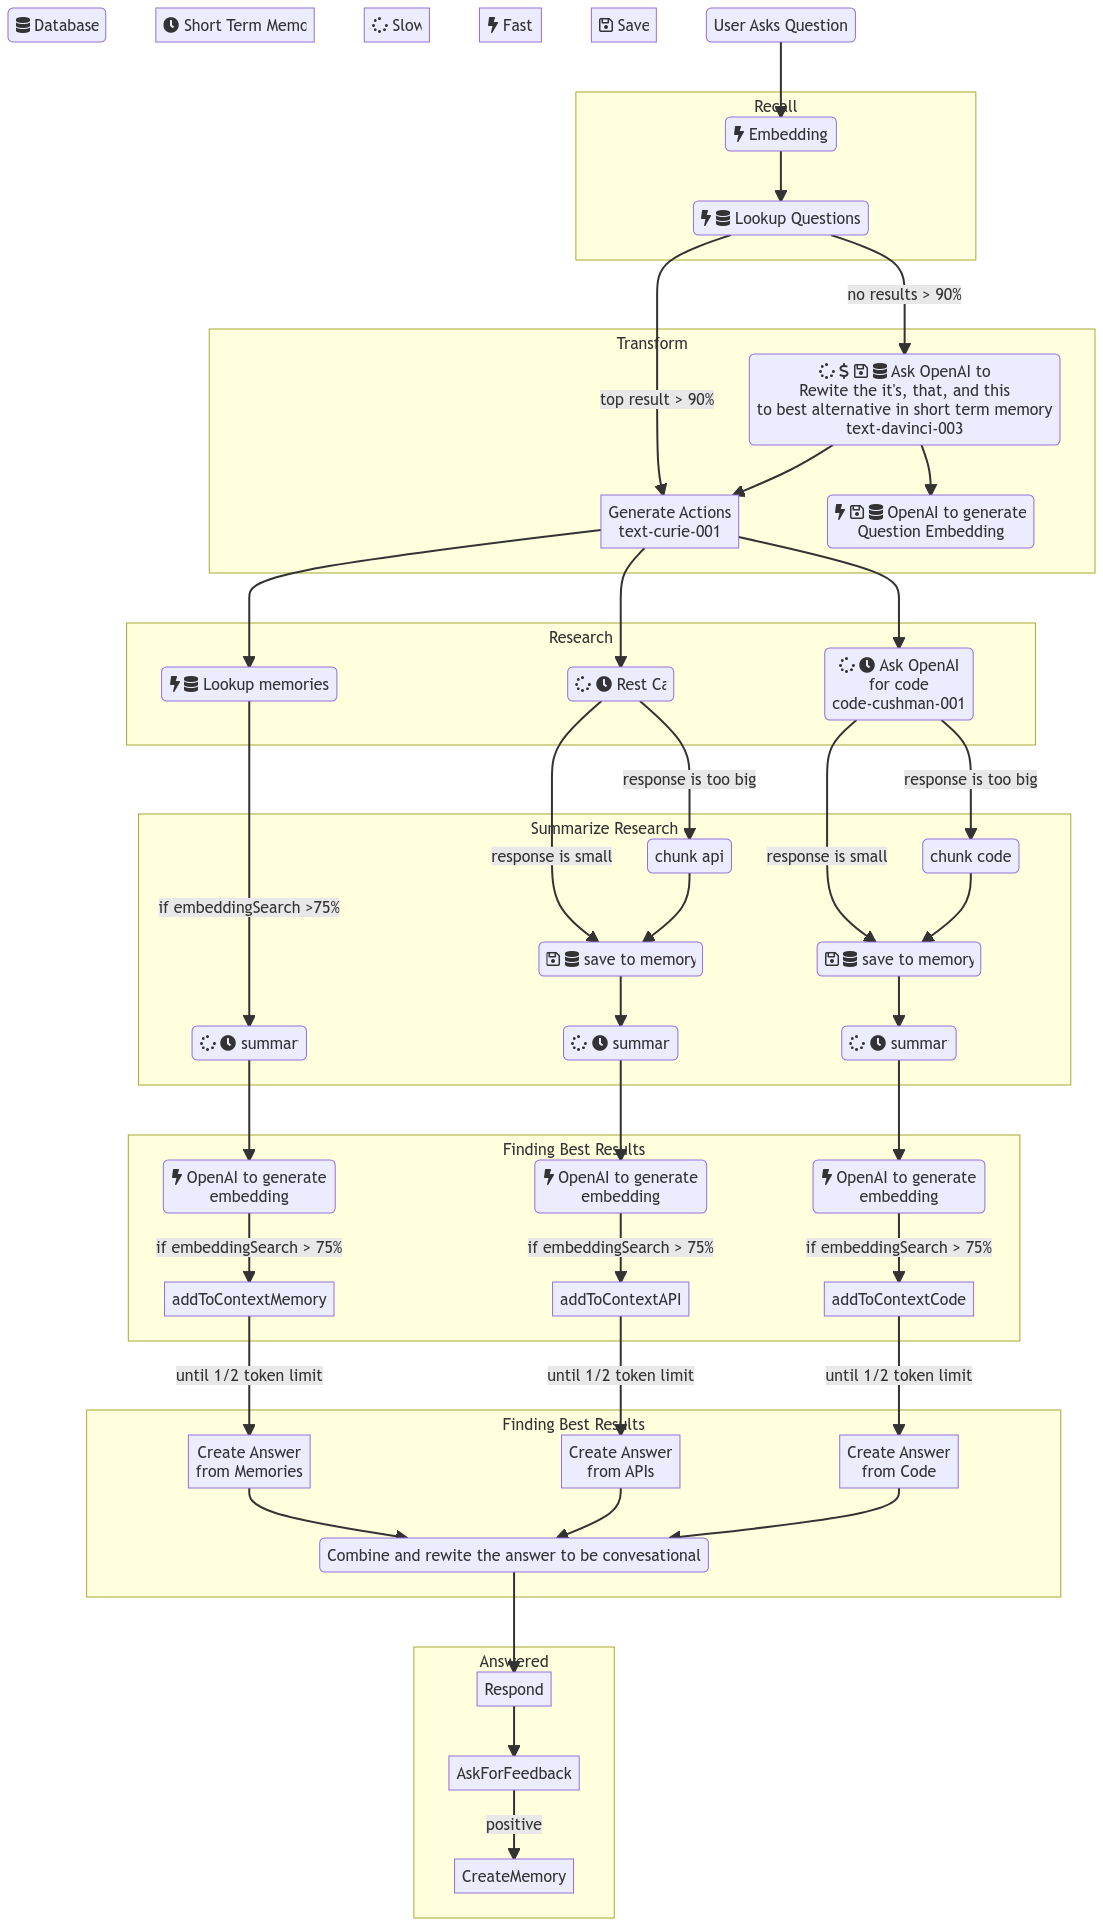 Database
Short Term Memo
Slow
Fast
Save
User Asks Question
Recall
Embedding
Lookup Questions
no results > 90%
Transform
top result > 90%
$ Ask OpenAI to
Rewite the it's, that, and this
to best alternative in short term memory
text-davinci-003
Generate Actions
text-curie-001
OpenAI to generate
Question Embedding
Research
Lookup memories
Rest Ca
Ask OpenAI
for code
code-cushman-001
response is too big
response is too big
Summarize Research
response is small
chunk api
response is small
chunk code
if embeddingSearch >75%
save to memory
save to memory
summar
summar
summar
Finding Best Results
OpenAI to generate
embedding
OpenAI to generate
embedding
OpenAI to generate
embedding
if embeddingSearch > 75%
if embeddingSearch > 75%
if embeddingSearch > 75%
addToContextMemory
addToContextAPI
addToContextCode
until 1/2 token limit
until 1/2 token limit
until 1/2 token limit
Finding Best Results
Create Answer
from Memories
Create Answer
from APIs
Create Answer
from Code
Combine and rewite the answer to be convesational
Answered
Respond
AskForFeedback
positive
CreateMemory